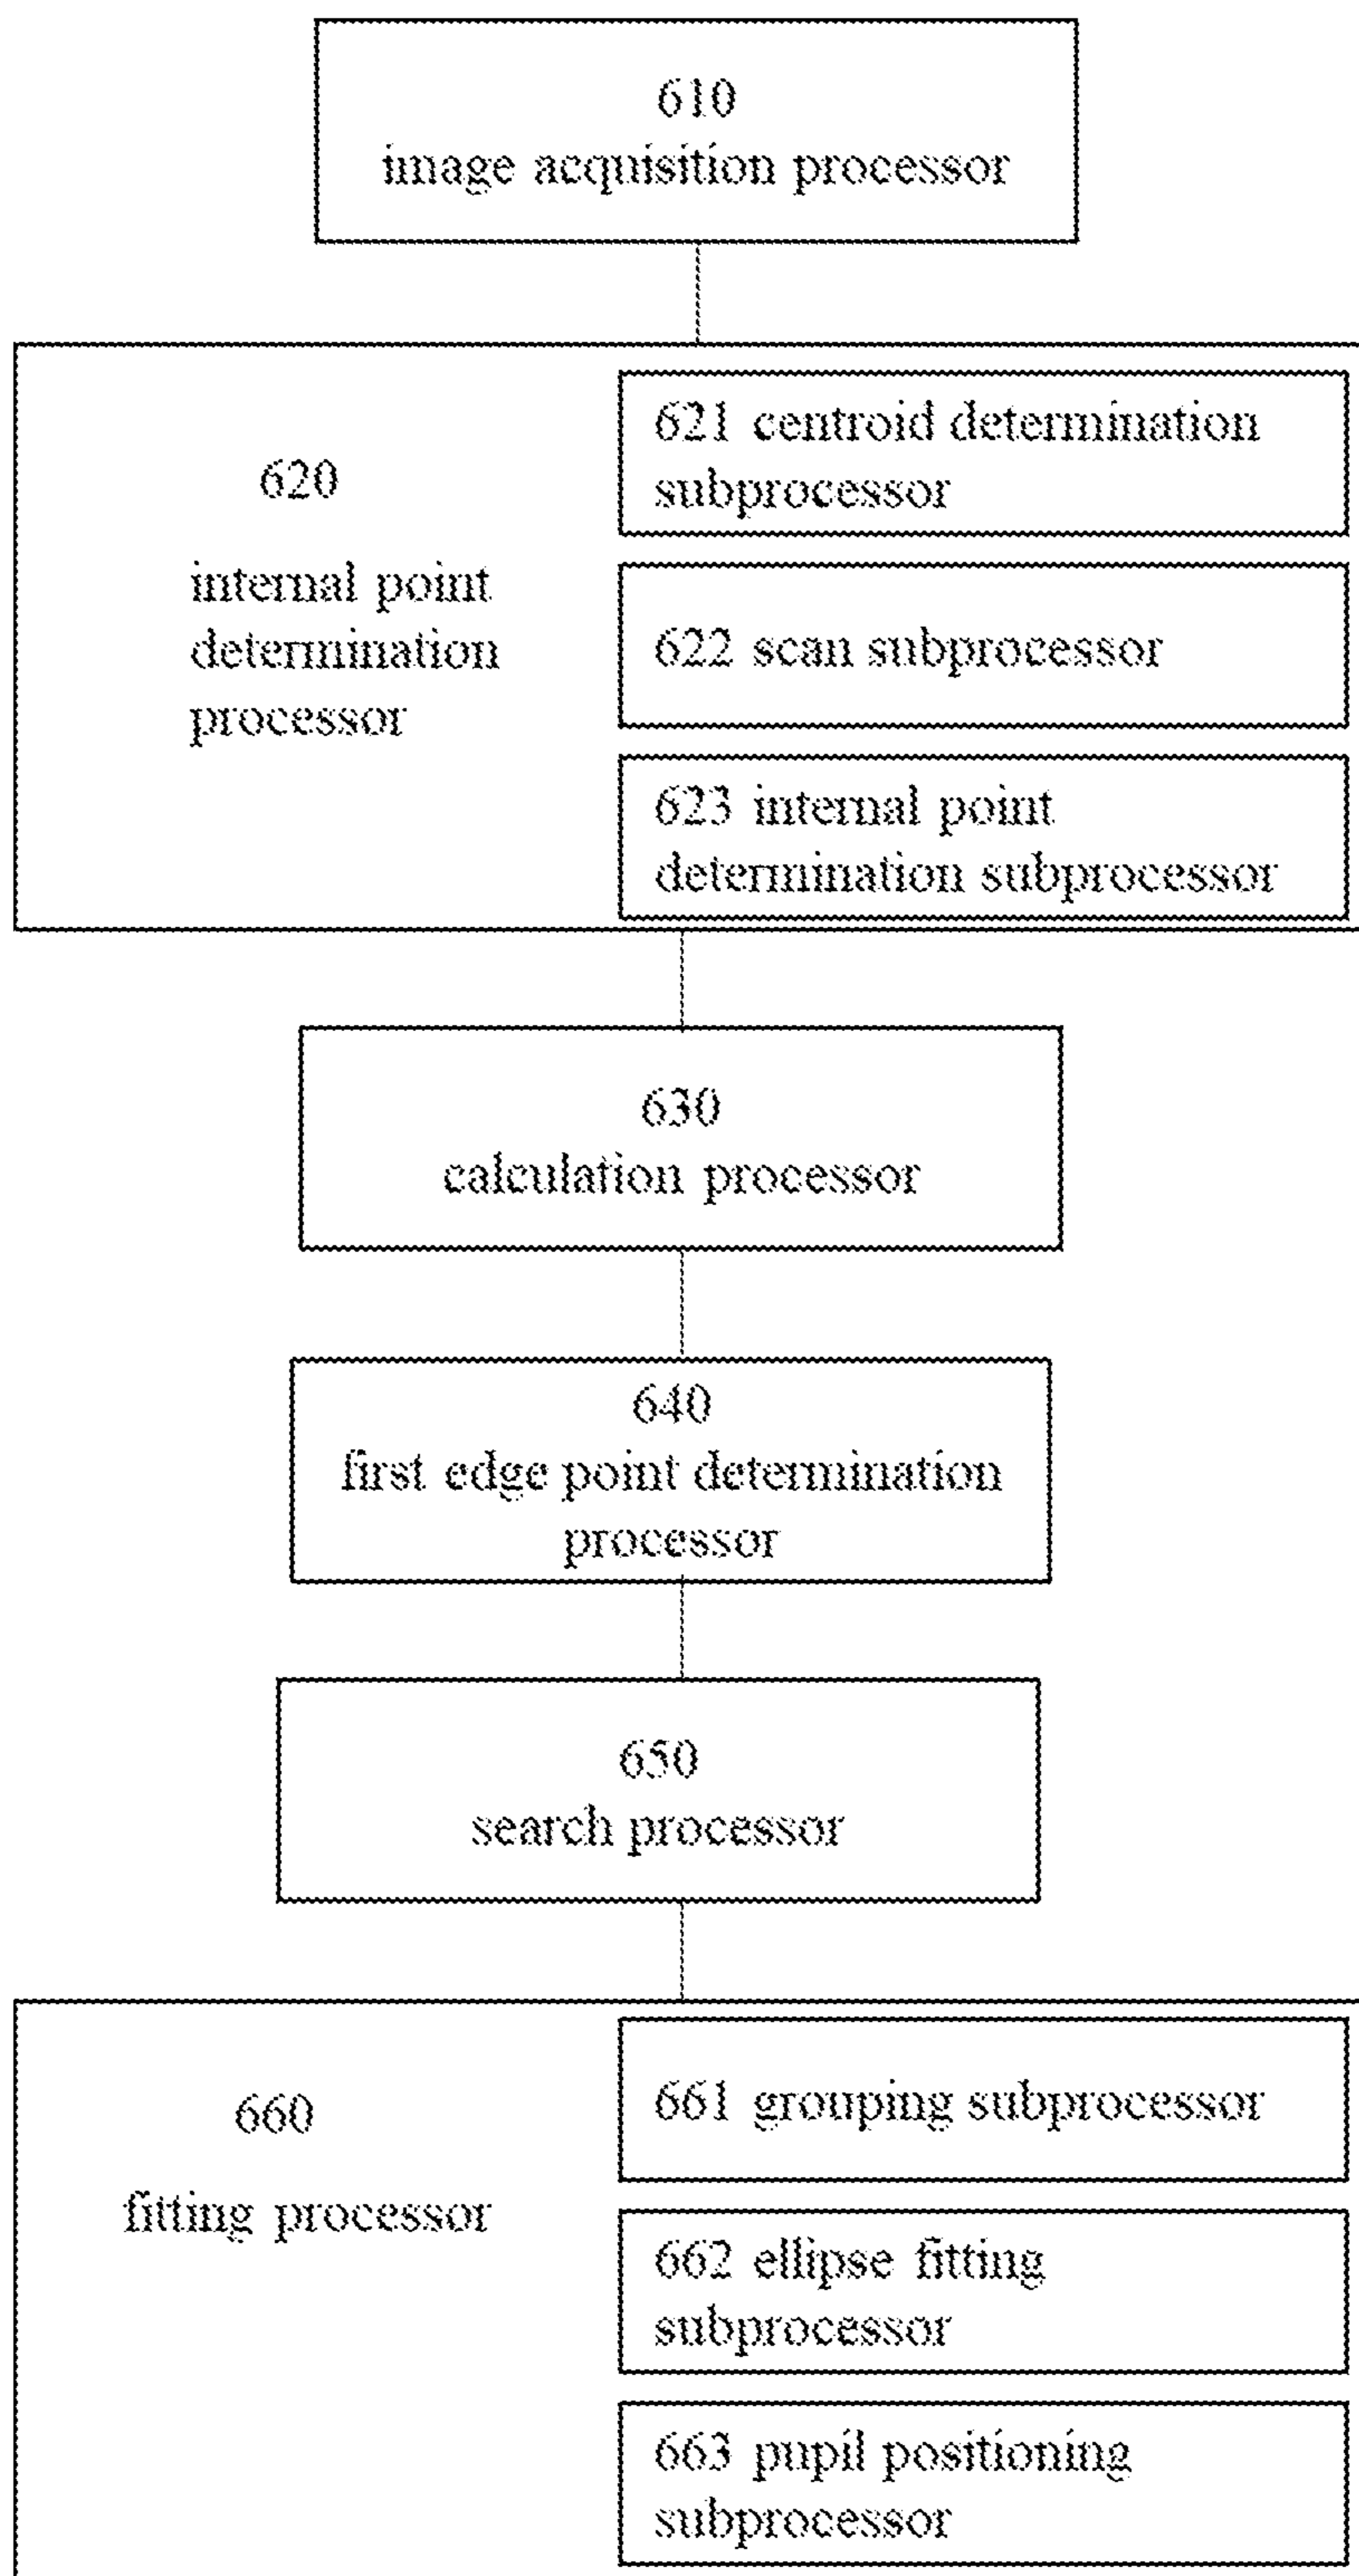 610
image acquisition processor
620
internal point
determination
processor
621 centroid determination
subprocessor
622 scan subprocessor
623 internal point
determination subprocessor
630
calculation processor
640
first edge point determination
processor
650
search processor
660
fitting processor
661 grouping subprocessor
662 ellipse fitting
subprocessor
663 pupil positioning
subprocessor